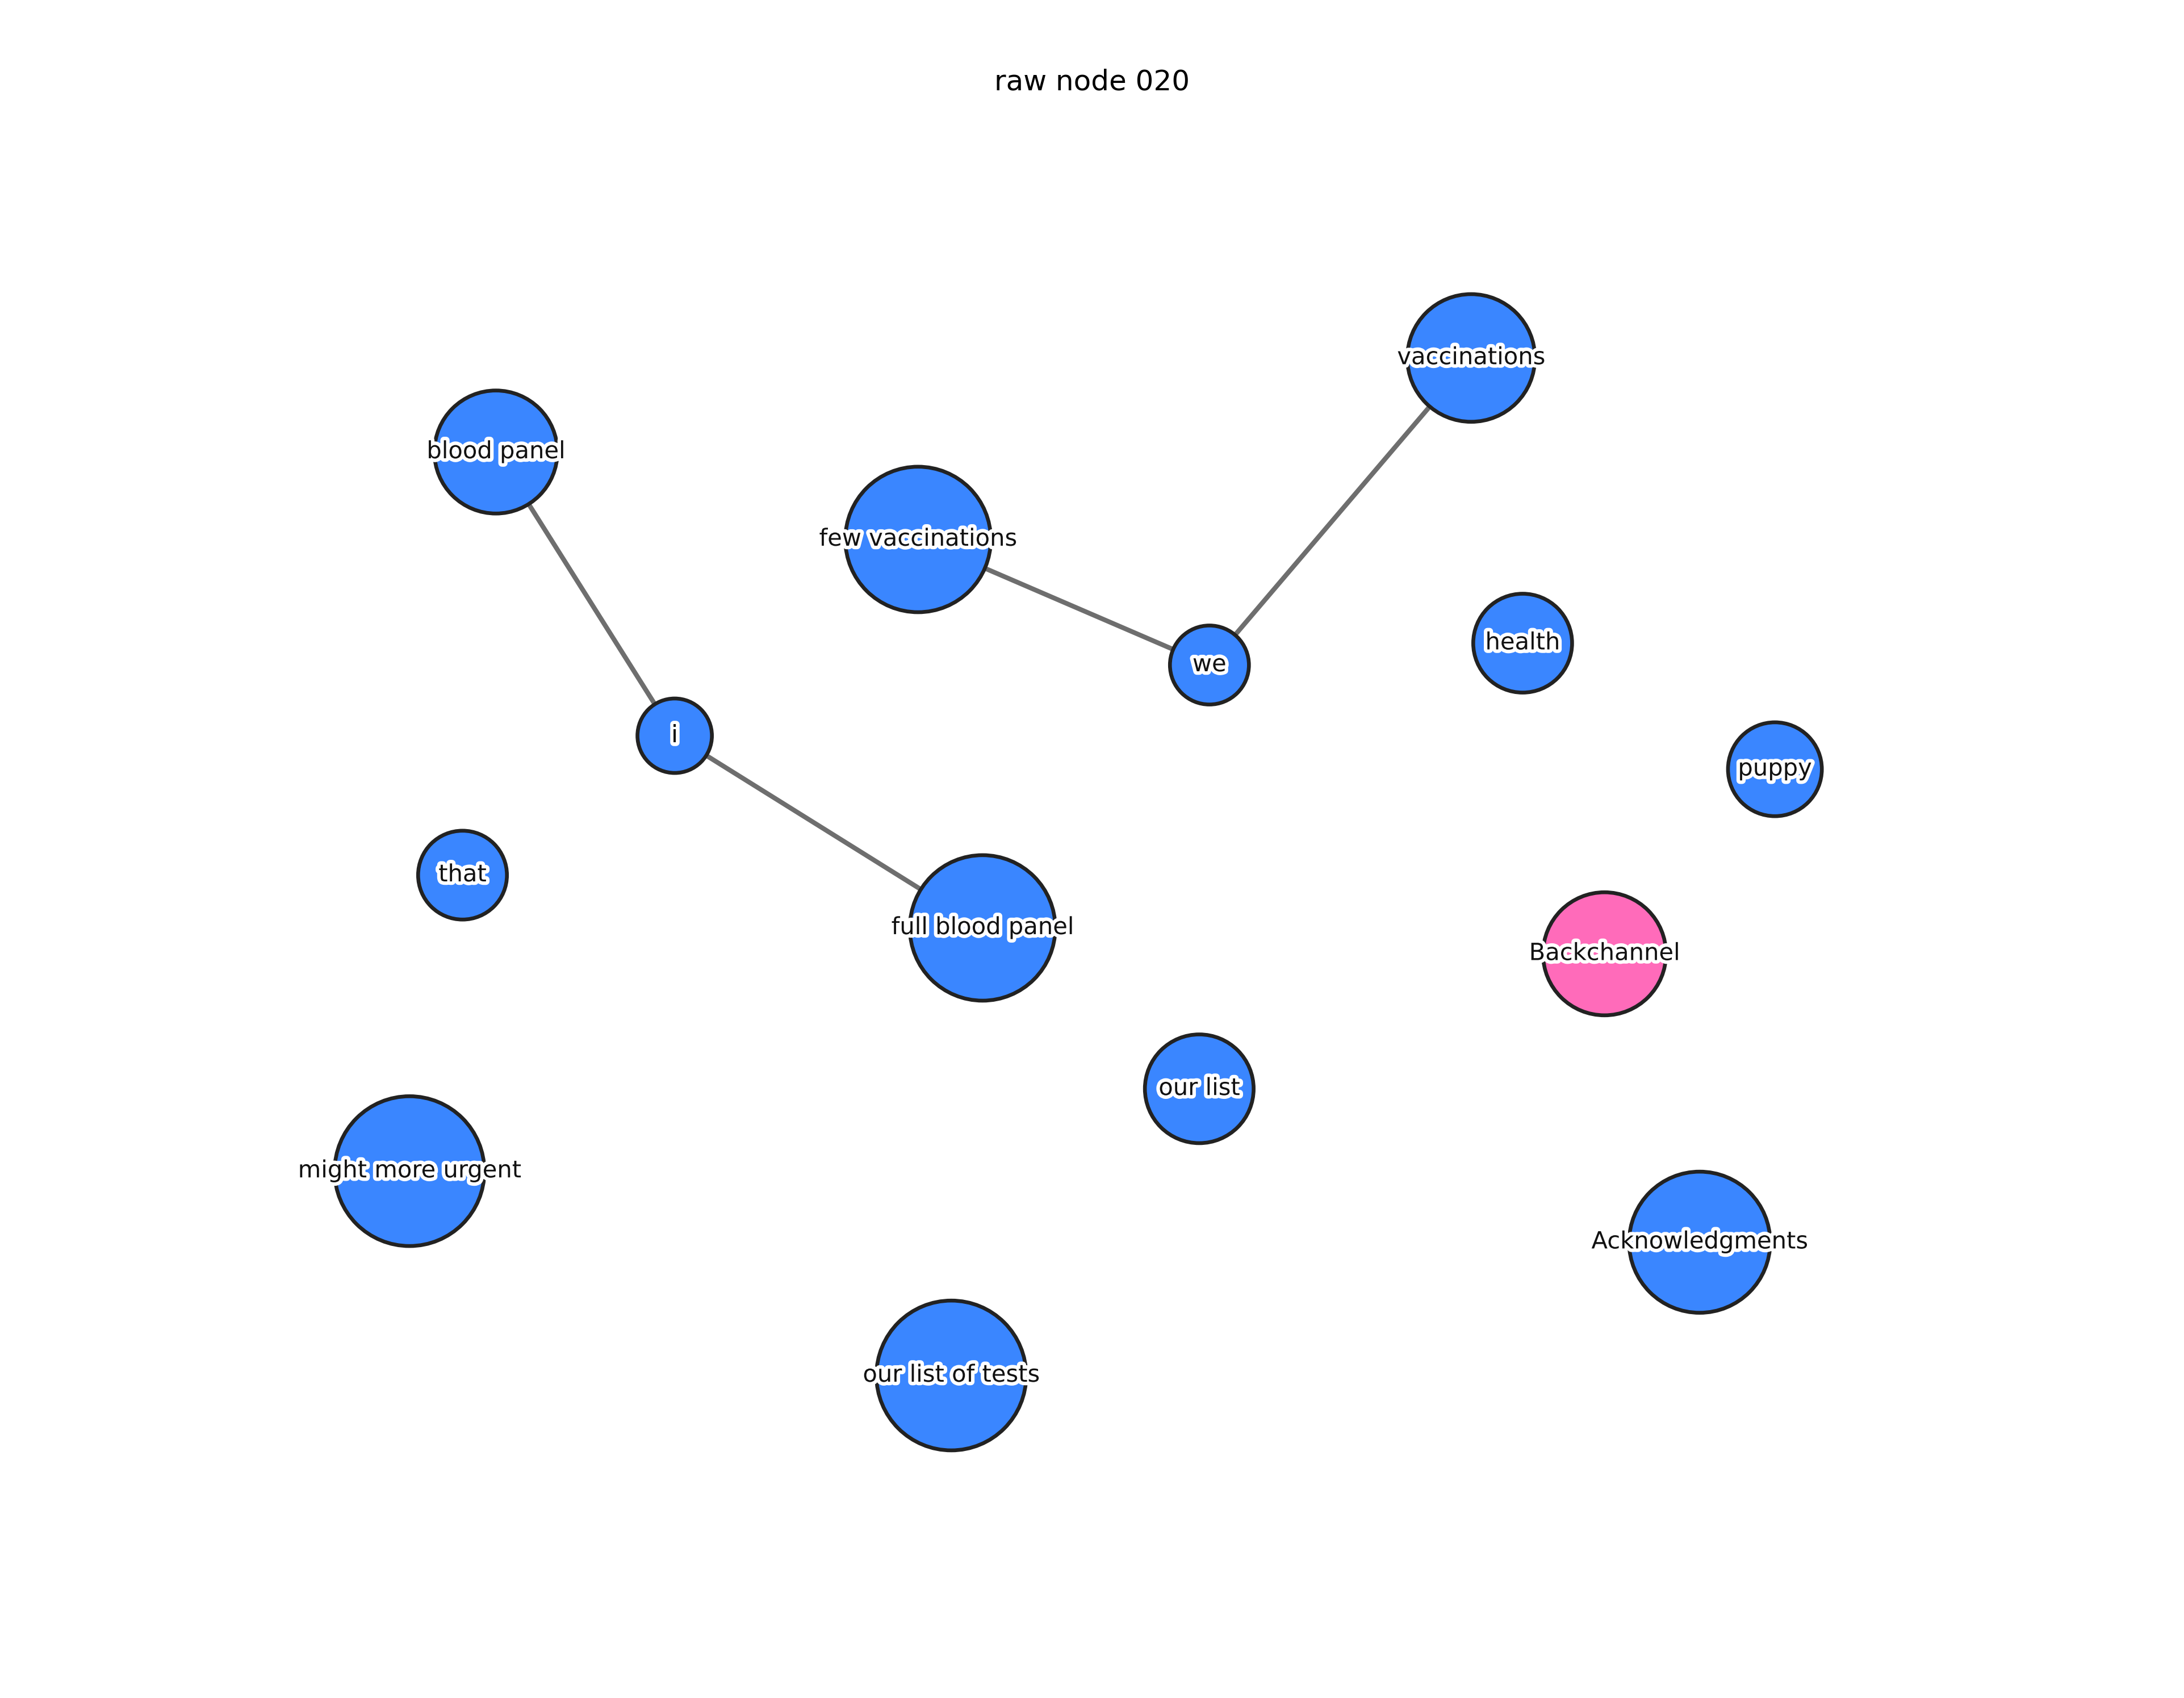 raw node 020
vaccinations
blood panel
few vaccinations
health
we
i
puppy
that
full blood panel
Backchannel
our list
might more urgent
Acknowledgments
our list of tests